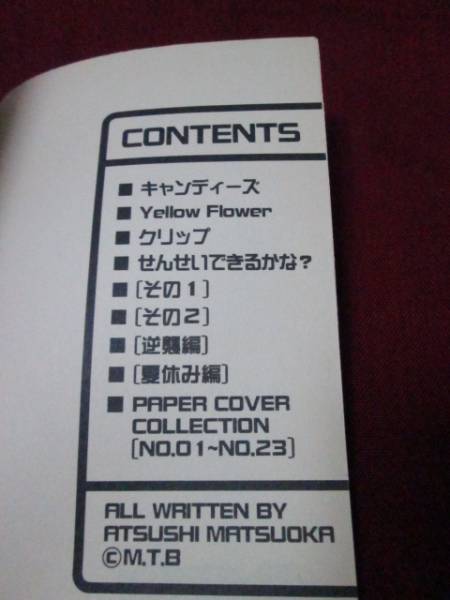 CONTENTS
■ キャンディーズ
■ Yellow Flower
■ クリップ
■ せんせいできるかな？
■ [その1]
■ [その2]
■ [逆襲編]
■ [夏休み編]
■ PAPER COVER
COLLECTION
[NO.01~NO.23]
ALL WRITTEN BY
ATSUSHI MATSUOKA
©M.T.B